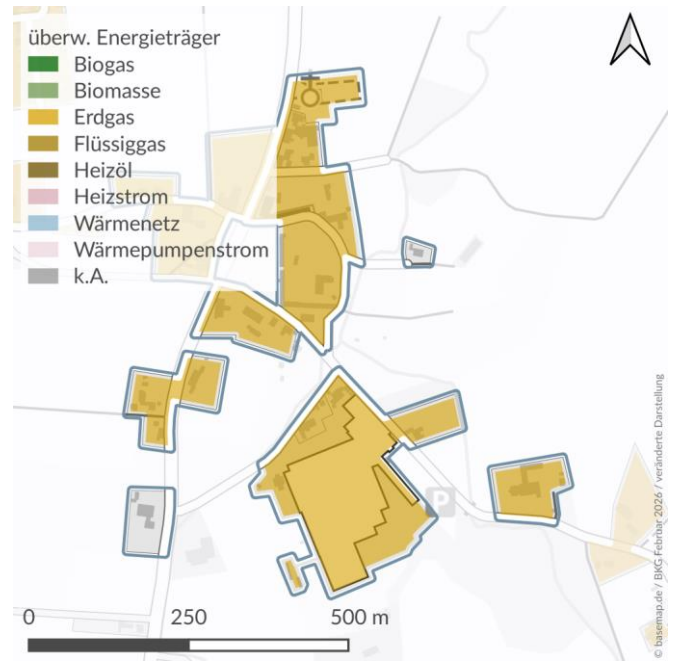 überw. Energieträger
Biogas
Biomasse
Erdgas
Flüssiggas
Heizöl
Heizstrom
Wärmenetz
Wärmepumpenstrom
k.A.
P
0 250 500 m
© basemap.de / BKG Februar 2026 / veränderte Darstellung